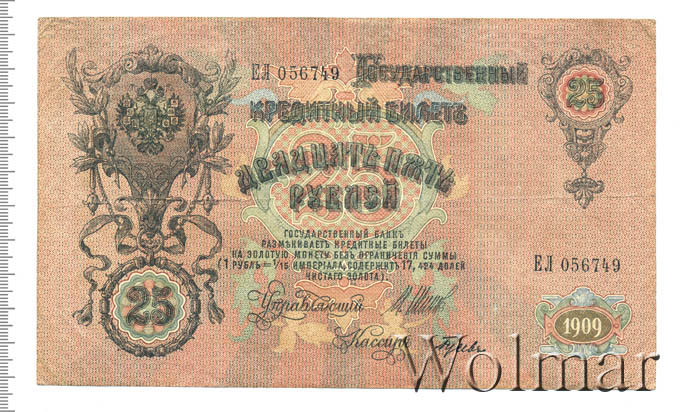 ЕЛ 056749
Государственный
25
Кредитный Билетъ
Двадцать пять
рублей
25
Государственный Банкъ
размѣниваетъ кредитные билеты
на золотую монету безъ ограниченія суммы
(1 рубль = 1/15 имперіала, содержитъ 17,424 долей
чистаго золота).
ЕЛ 056749
25
Управляющій
Кассиръ
1909
Wolmar